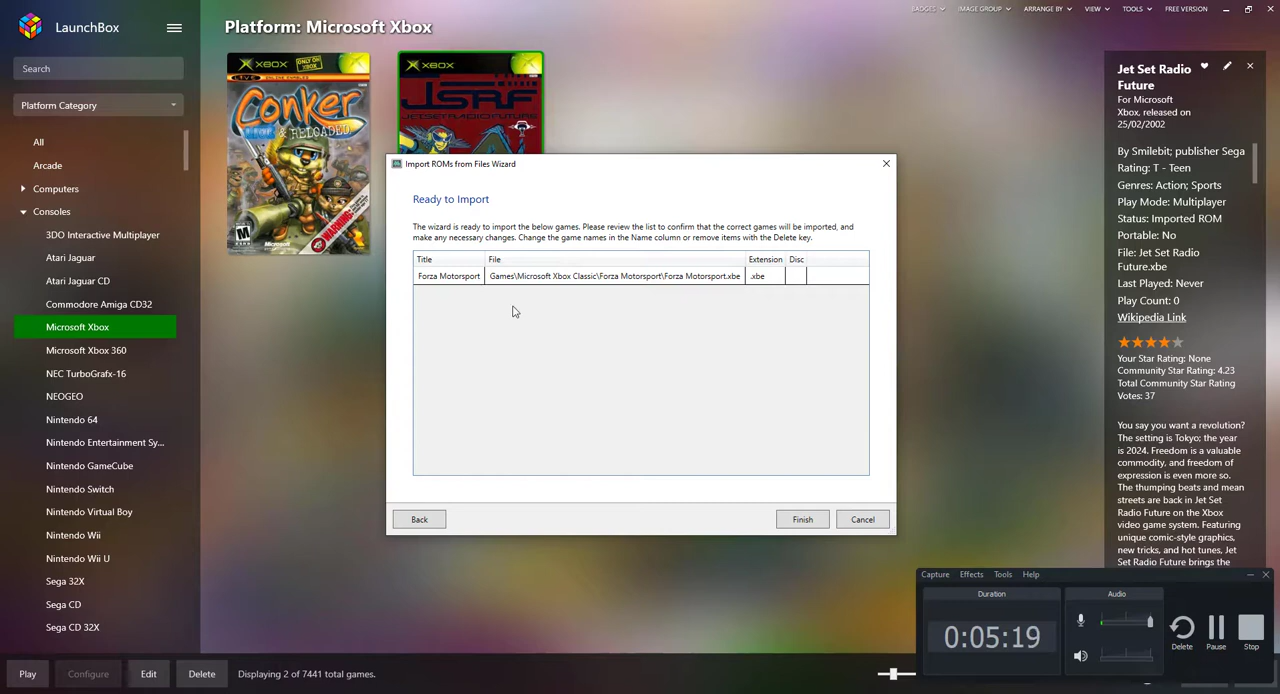 LaunchBox
Search
Platform Category
All
Arcade
Computers
Consoles
3DO Interactive Multiplayer
Atari Jaguar
Atari Jaguar CD
Commodore Amiga CD32
Microsoft Xbox
Microsoft Xbox 360
NEC TurboGrafx-16
NEOGEO
Nintendo 64
Nintendo Entertainment Sy...
Nintendo GameCube
Nintendo Switch
Nintendo Virtual Boy
Nintendo Wii
Nintendo Wii U
Sega 32X
Sega CD
Sega CD 32X
Platform: Microsoft Xbox
BADGES
IMAGE GROUP
ARRANGE BY
VIEW
TOOLS
FREE VERSION
XBOX
ONLY ON XBOX
LIVE
Conker
LIVE & RELOADED
WARNING
M
Microsoft
XBOX
JSRF
JETSETRADIOFUTURE
Import ROMs from Files Wizard
Ready to Import
The wizard is ready to import the below games. Please review the list to confirm that the correct games will be imported, and
make any necessary changes. Change the game names in the Name column or remove items with the Delete key.
Title File Extension Disc
Forza Motorsport Games\Microsoft Xbox Classic\Forza Motorsport\Forza Motorsport.xbe .xbe
Back
Finish
Cancel
Jet Set Radio
Future
For Microsoft
Xbox, released on
25/02/2002
By Smilebit; publisher Sega
Rating: T - Teen
Genres: Action; Sports
Play Mode: Multiplayer
Status: Imported ROM
Portable: No
File: Jet Set Radio
Future.xbe
Last Played: Never
Play Count: 0
Wikipedia Link
Your Star Rating: None
Community Star Rating: 4.23
Total Community Star Rating
Votes: 37
You say you want a revolution?
The setting is Tokyo; the year
is 2024. Freedom is a valuable
commodity, and freedom of
expression is even more so.
The thumping beats and mean
streets are back in Jet Set
Radio Future on the Xbox
video game system. Featuring
unique comic-style graphics,
new tricks, and hot tunes, Jet
Set Radio Future brings the
Capture Effects Tools Help
Duration
0:05:19
Audio
Delete
Pause
Stop
Play
Configure
Edit
Delete
Displaying 2 of 7441 total games.